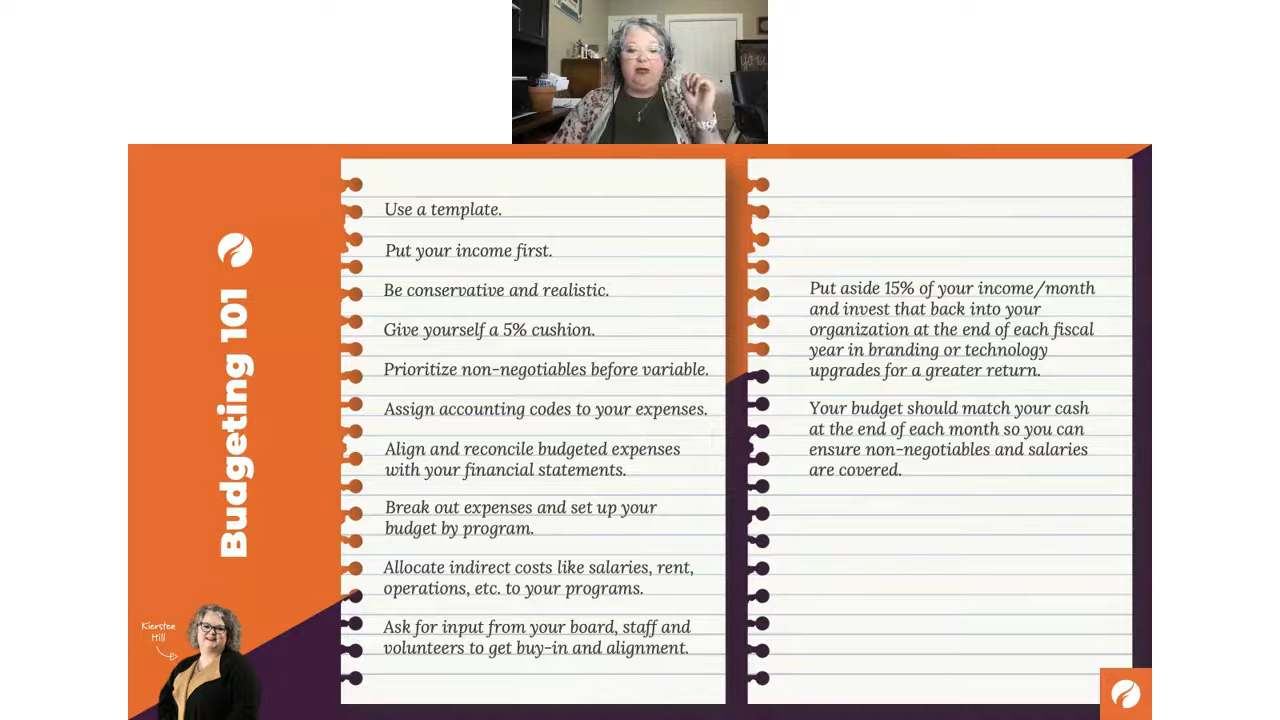 Budgeting 101
Use a template.
Put your income first.
Be conservative and realistic.
Give yourself a 5% cushion.
Prioritize non-negotiables before variable.
Assign accounting codes to your expenses.
Align and reconcile budgeted expenses
with your financial statements.
Break out expenses and set up your
budget by program.
Allocate indirect costs like salaries, rent,
operations, etc. to your programs.
Ask for input from your board, staff and
volunteers to get buy-in and alignment.
Put aside 15% of your income/month
and invest that back into your
organization at the end of each fiscal
year in branding or technology
upgrades for a greater return.
Your budget should match your cash
at the end of each month so you can
ensure non-negotiables and salaries
are covered.
Kiersten
Hill